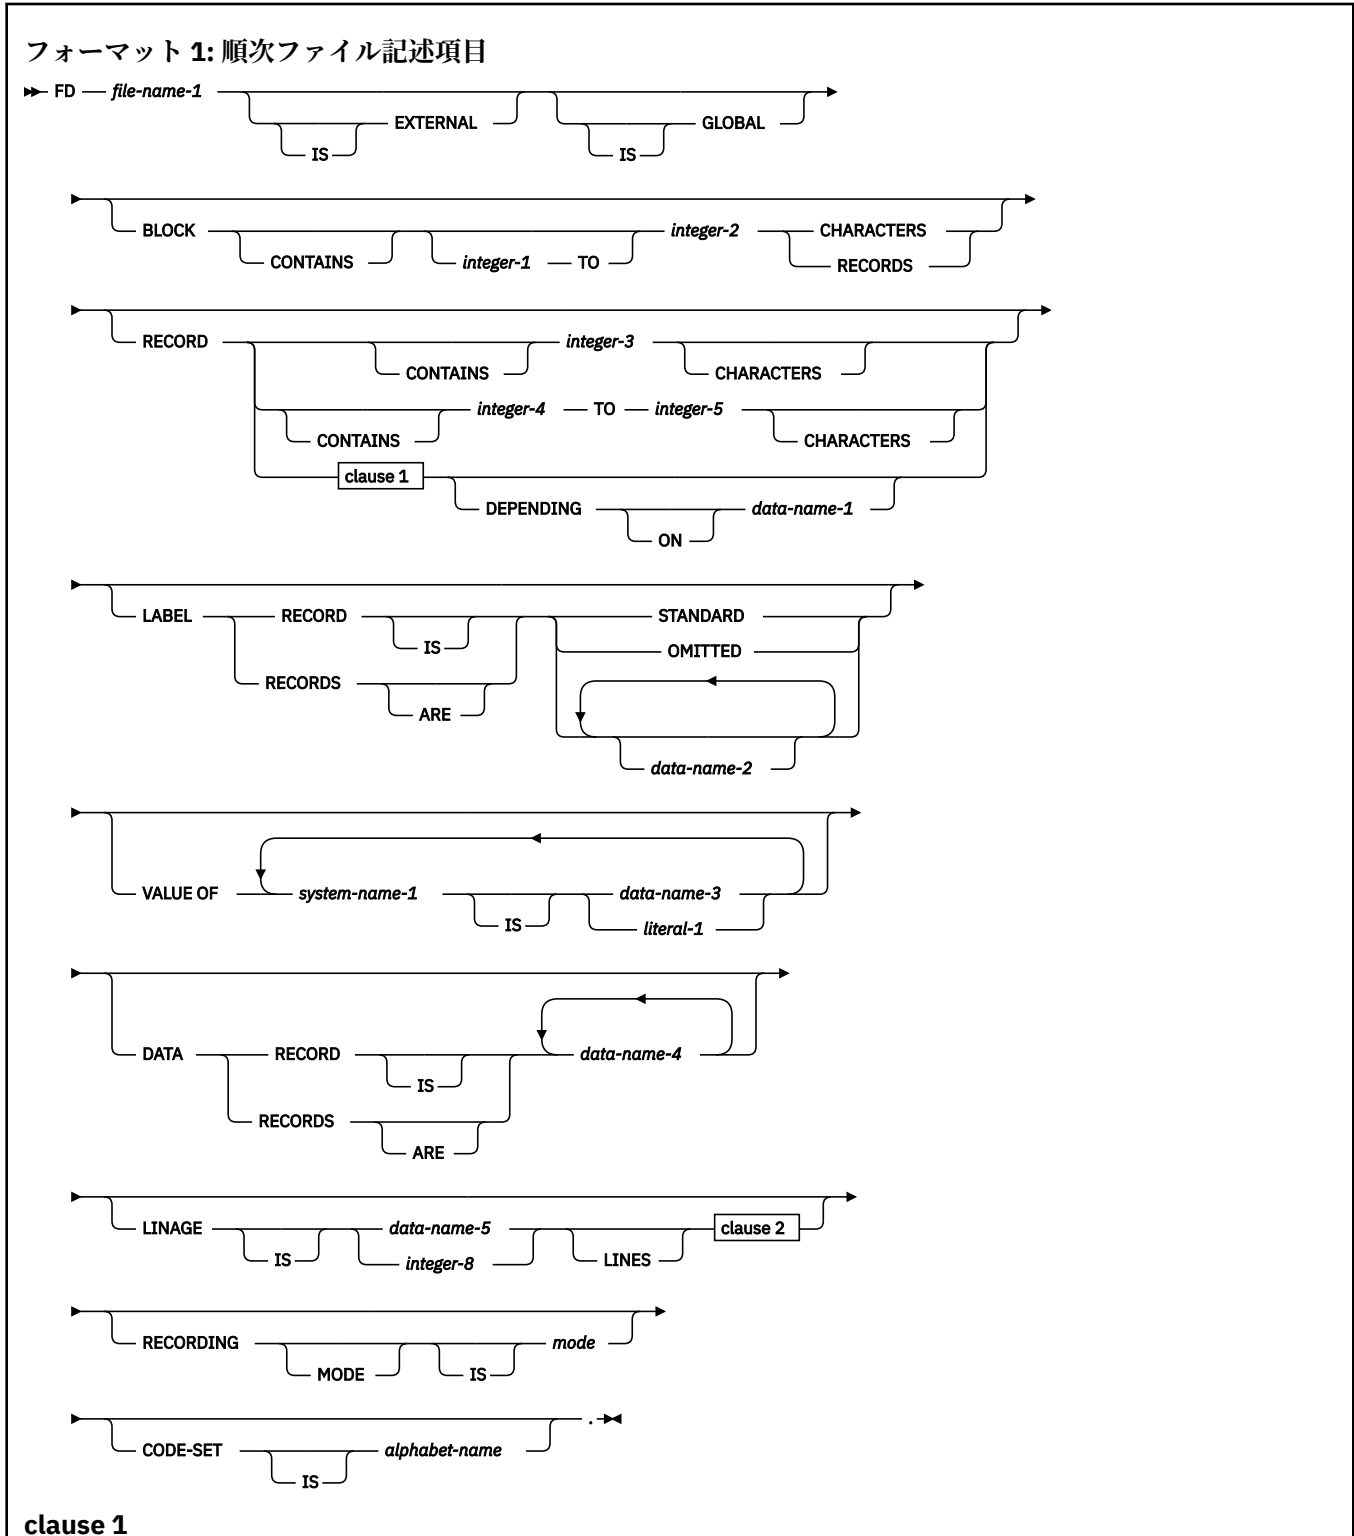 フォーマット 1: 順次ファイル記述項目
FD file-name-1
EXTERNAL GLOBAL
IS IS
BLOCK integer-2 CHARACTERS
CONTAINS integer-1 TO RECORDS
RECORD integer-3
CONTAINS CHARACTERS
integer-4 TO integer-5
CONTAINS CHARACTERS
clause 1
DEPENDING data-name-1
ON
LABEL RECORD STANDARD
IS OMITTED
RECORDS
ARE
data-name-2
VALUE OF system-name-1 data-name-3
IS literal-1
DATA RECORD data-name-4
IS
RECORDS
ARE
LINAGE data-name-5 clause 2
IS integer-8 LINES
RECORDING mode
MODE IS
.
CODE-SET alphabet-name
IS
clause 1